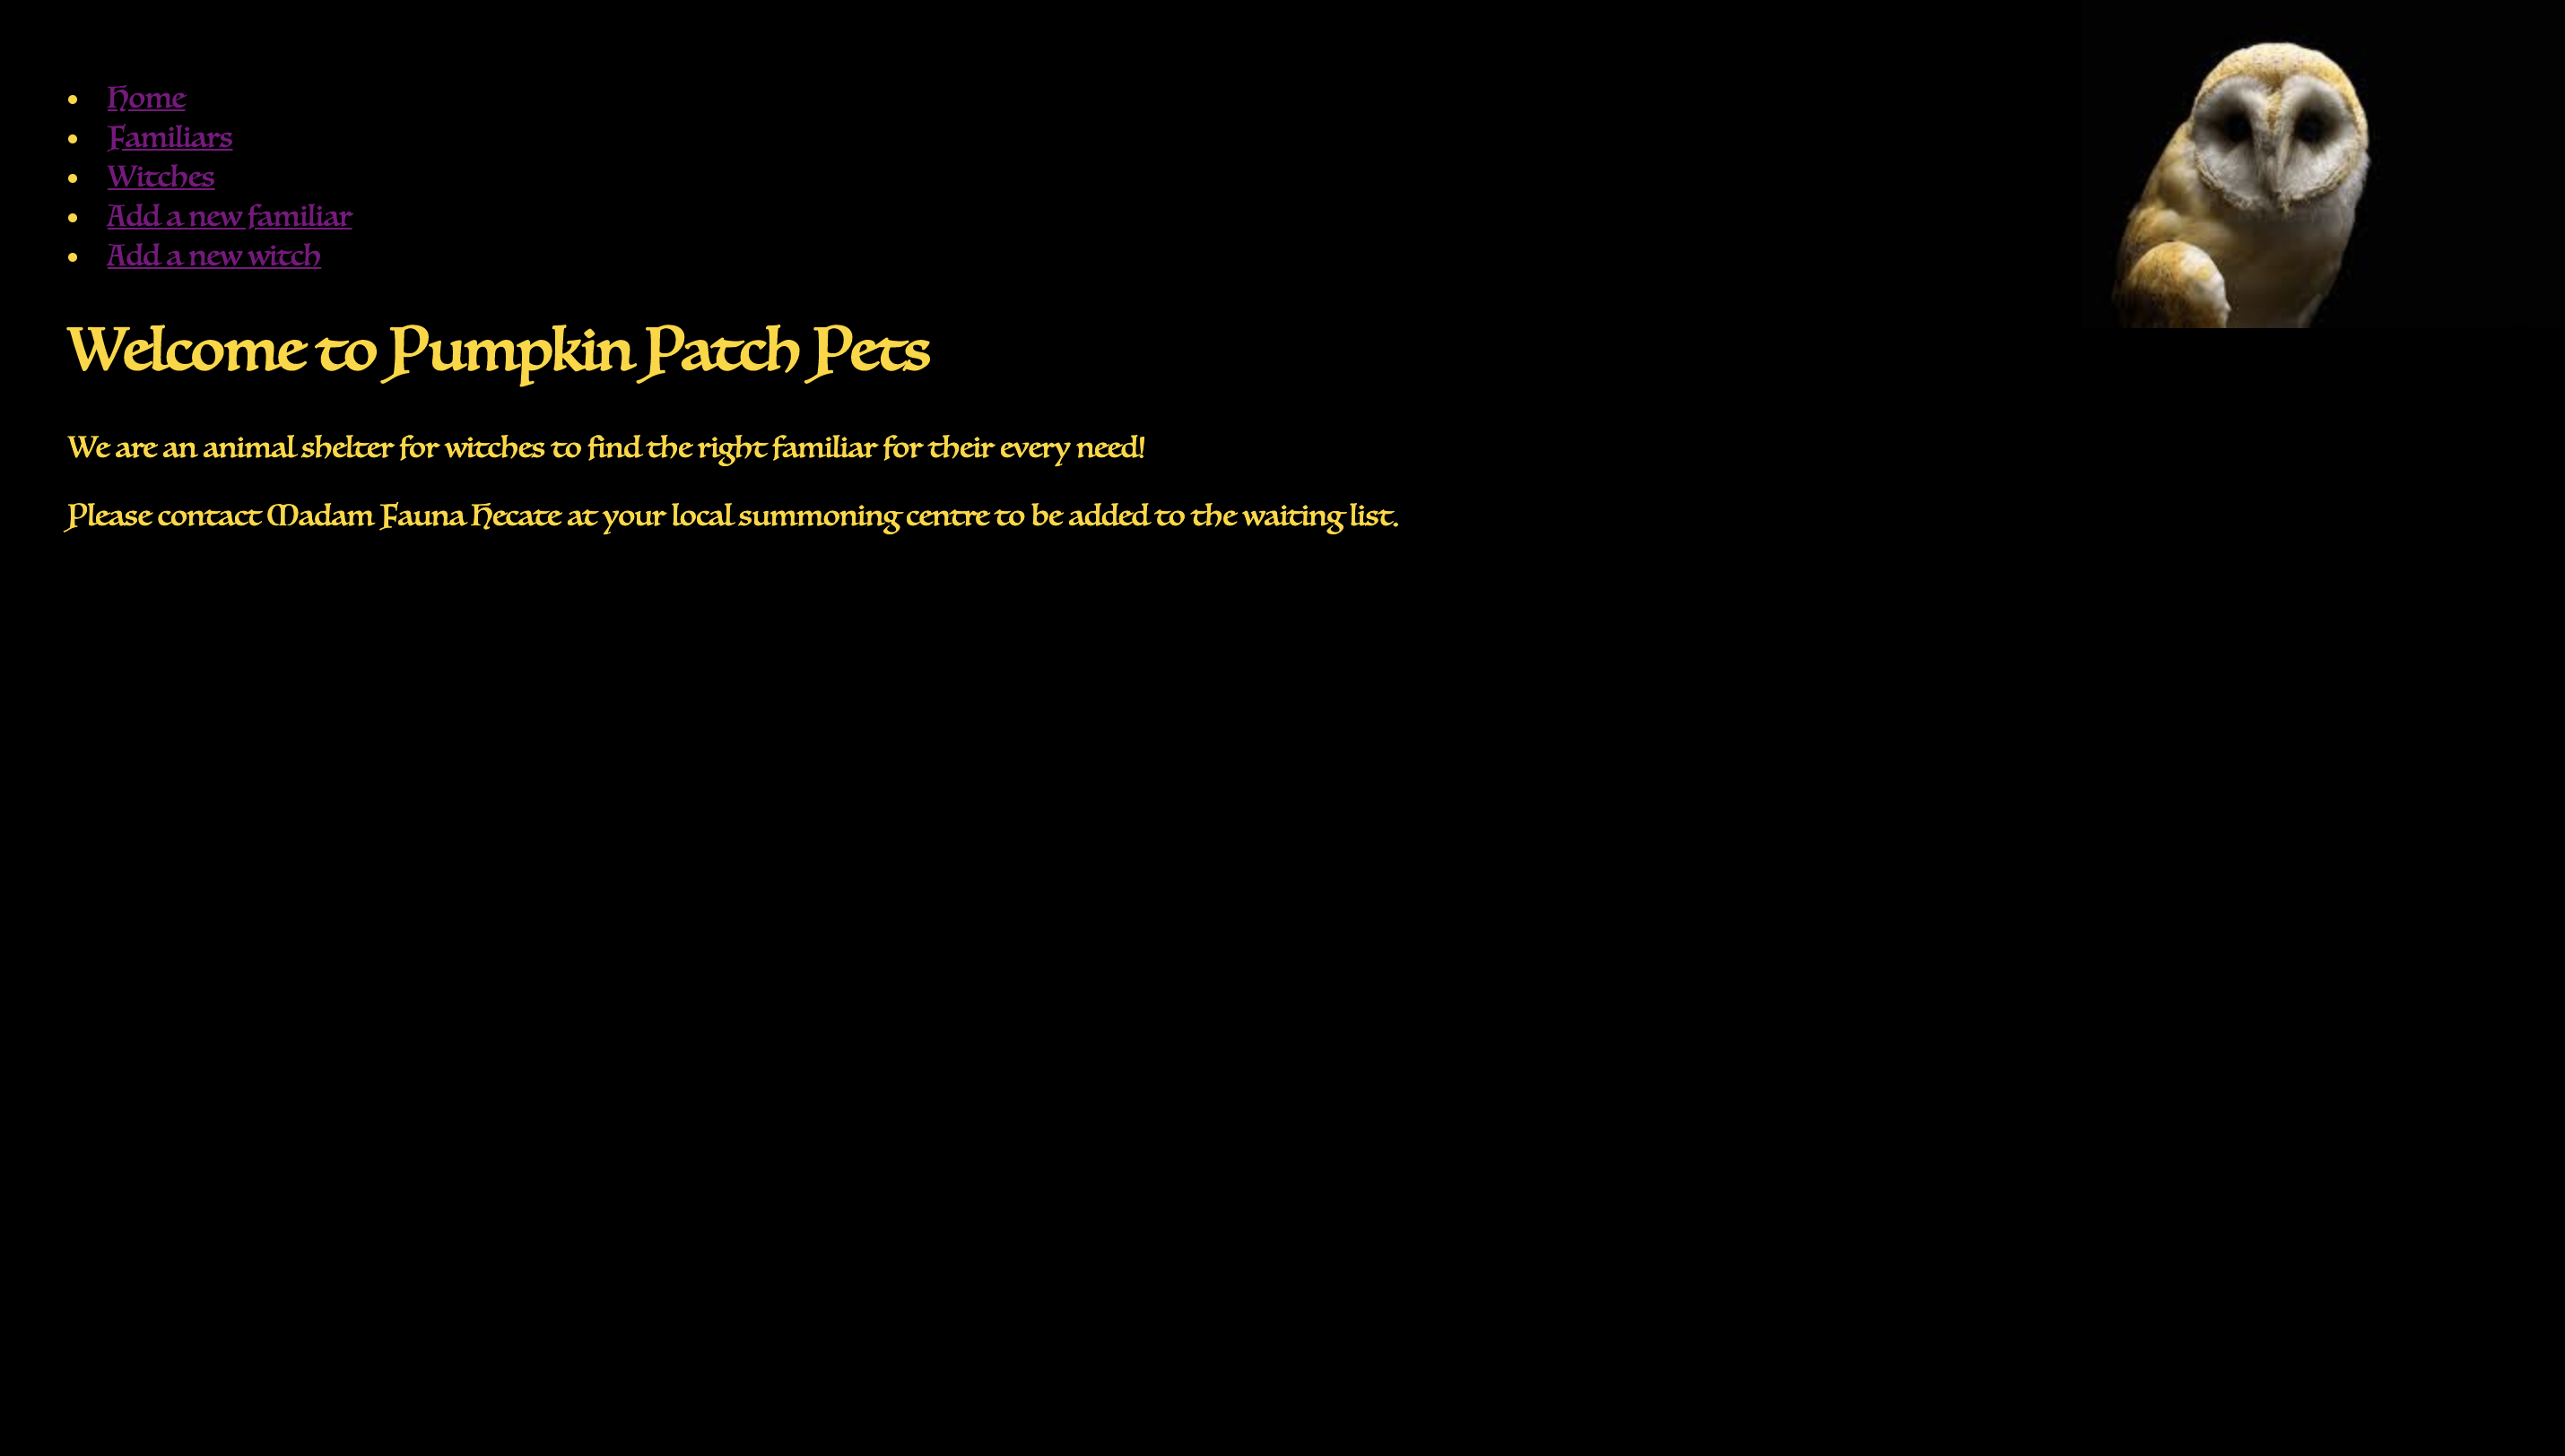 Home
Familiars
Witches
Add a new familiar
Add a new witch
Welcome to Pumpkin Patch Pets
We are an animal shelter for witches to find the right familiar for their every need!
Please contact Madam Fauna Hecate at your local summoning centre to be added to the waiting list.